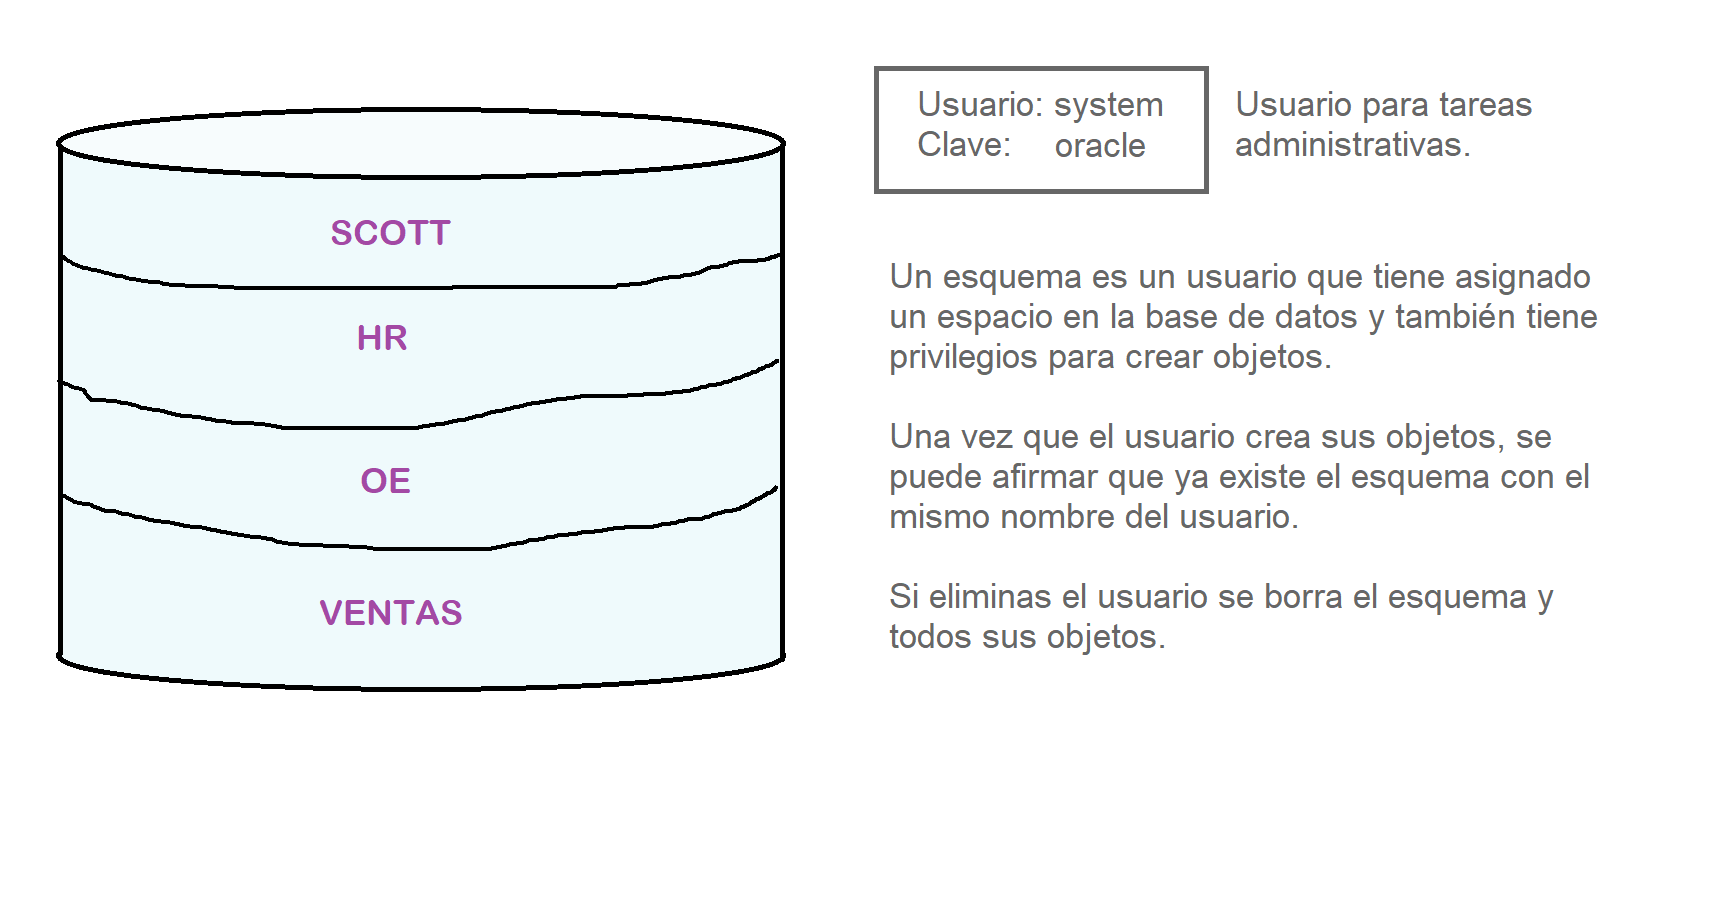 SCOTT
HR
OE
VENTAS
Usuario: system
Clave: oracle
Usuario para tareas
administrativas.
Un esquema es un usuario que tiene asignado
un espacio en la base de datos y también tiene
privilegios para crear objetos.
Una vez que el usuario crea sus objetos, se
puede afirmar que ya existe el esquema con el
mismo nombre del usuario.
Si eliminas el usuario se borra el esquema y
todos sus objetos.